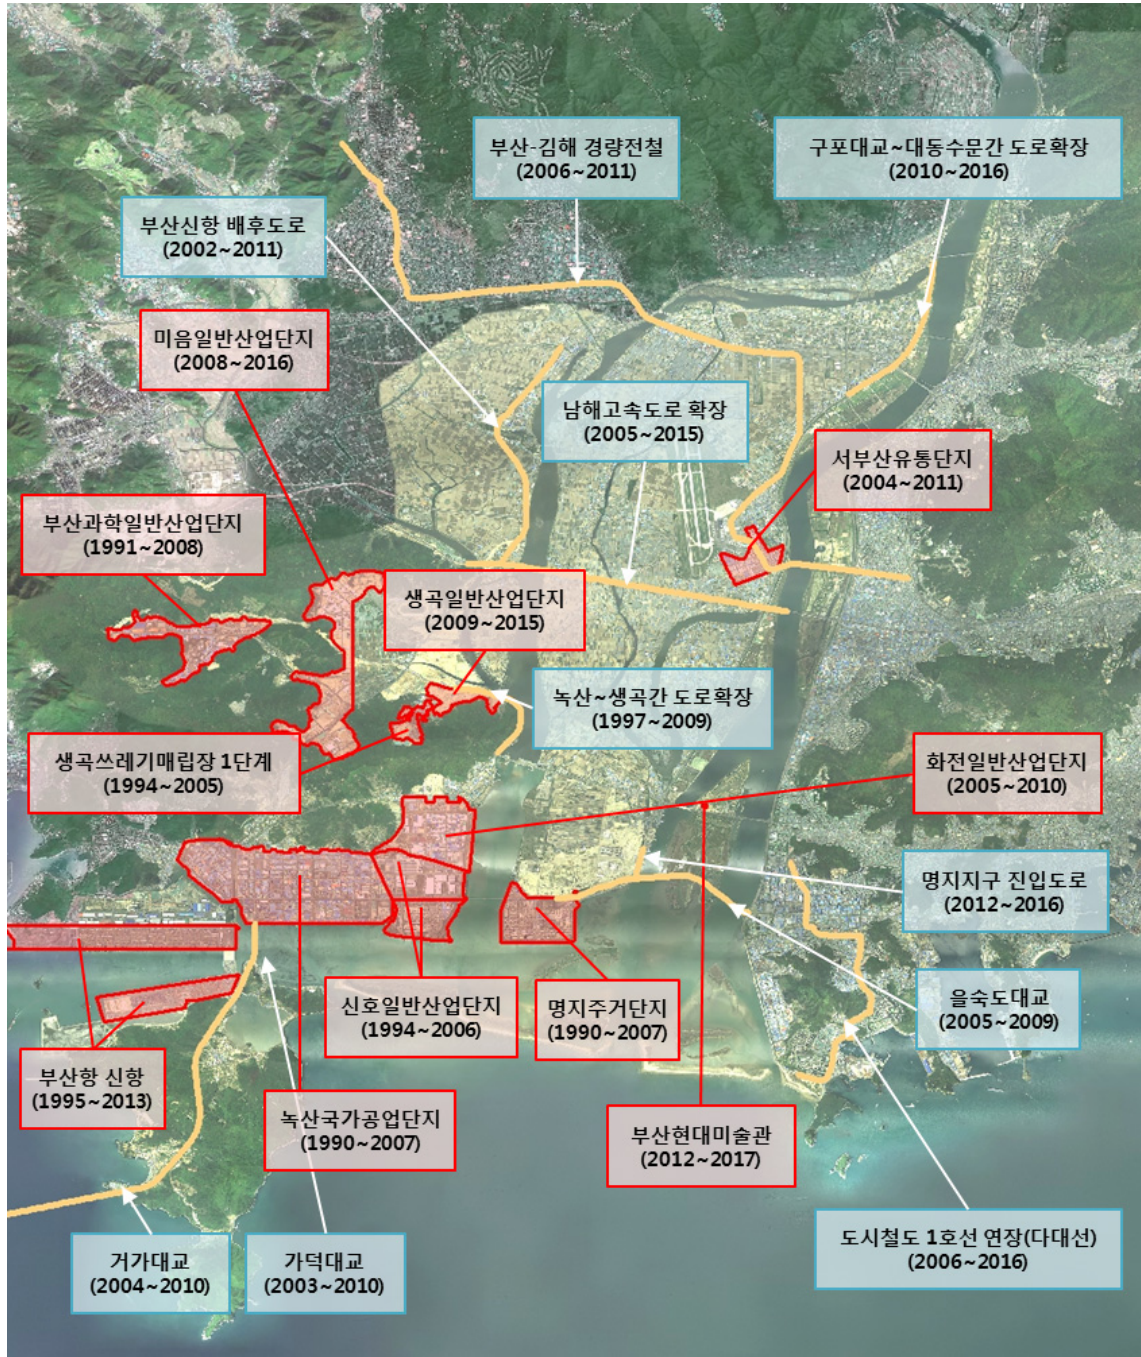 부산-김해 경량전철
(2006~2011)
구포대교~대동수문간 도로확장
(2010~2016)
부산신항 배후도로
(2002~2011)
미음일반산업단지
(2008~2016)
남해고속도로 확장
(2005~2015)
서부산유통단지
(2004~2011)
부산과학일반산업단지
(1991~2008)
생곡일반산업단지
(2009~2015)
녹산~생곡간 도로확장
(1997~2009)
생곡쓰레기매립장 1단계
(1994~2005)
화전일반산업단지
(2005~2010)
명지지구 진입도로
(2012~2016)
을숙도대교
(2005~2009)
신호일반산업단지
(1994~2006)
명지주거단지
(1990~2007)
부산항 신항
(1995~2013)
녹산국가공업단지
(1990~2007)
부산현대미술관
(2012~2017)
거가대교
(2004~2010)
가덕대교
(2003~2010)
도시철도 1호선 연장(다대선)
(2006~2016)